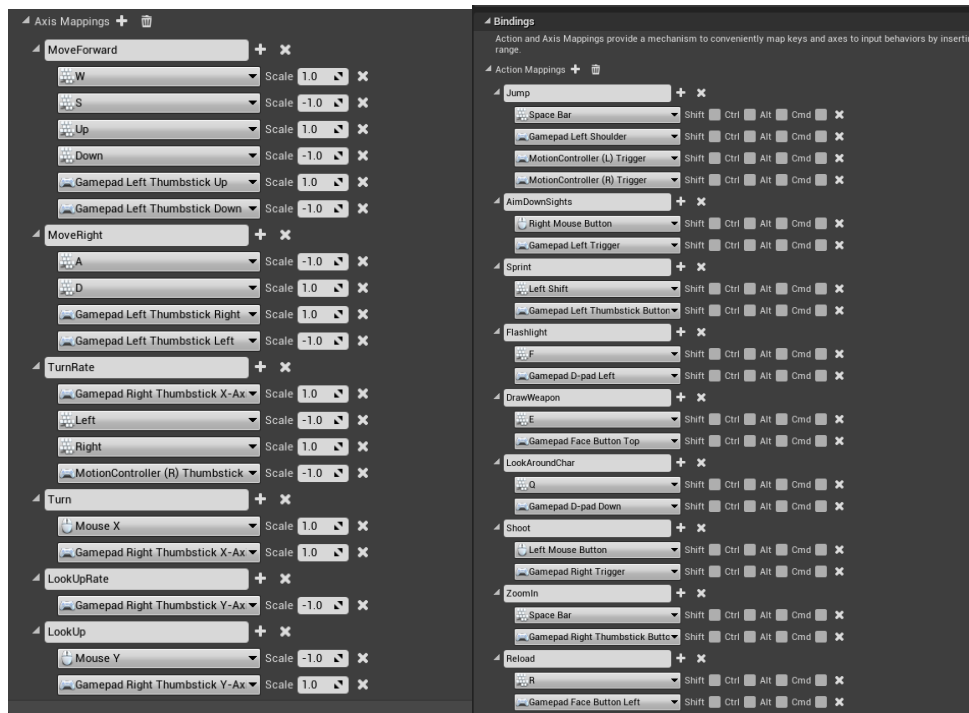 Axis Mappings
MoveForward
W Scale 1.0
S Scale -1.0
Up Scale 1.0
Down Scale -1.0
Gamepad Left Thumbstick Up Scale 1.0
Gamepad Left Thumbstick Down Scale -1.0
MoveRight
A Scale -1.0
D Scale 1.0
Gamepad Left Thumbstick Right Scale 1.0
Gamepad Left Thumbstick Left Scale -1.0
TurnRate
Gamepad Right Thumbstick X-Ax Scale 1.0
Left Scale -1.0
Right Scale 1.0
MotionController (R) Thumbstick Scale -1.0
Turn
Mouse X Scale 1.0
Gamepad Right Thumbstick X-Ax Scale 1.0
LookUpRate
Gamepad Right Thumbstick Y-Ax Scale -1.0
LookUp
Mouse Y Scale -1.0
Gamepad Right Thumbstick Y-Ax Scale 1.0
Bindings
Action and Axis Mappings provide a mechanism to conveniently map keys and axes to input behaviors by inserti
range.
Action Mappings
Jump
Space Bar Shift Ctrl Alt Cmd
Gamepad Left Shoulder Shift Ctrl Alt Cmd
MotionController (L) Trigger Shift Ctrl Alt Cmd
MotionController (R) Trigger Shift Ctrl Alt Cmd
AimDownSights
Right Mouse Button Shift Ctrl Alt Cmd
Gamepad Left Trigger Shift Ctrl Alt Cmd
Sprint
Left Shift Shift Ctrl Alt Cmd
Gamepad Left Thumbstick Button Shift Ctrl Alt Cmd
Flashlight
F Shift Ctrl Alt Cmd
Gamepad D-pad Left Shift Ctrl Alt Cmd
DrawWeapon
E Shift Ctrl Alt Cmd
Gamepad Face Button Top Shift Ctrl Alt Cmd
LookAroundChar
Q Shift Ctrl Alt Cmd
Gamepad D-pad Down Shift Ctrl Alt Cmd
Shoot
Left Mouse Button Shift Ctrl Alt Cmd
Gamepad Right Trigger Shift Ctrl Alt Cmd
ZoomIn
Space Bar Shift Ctrl Alt Cmd
Gamepad Right Thumbstick Buttc Shift Ctrl Alt Cmd
Reload
R Shift Ctrl Alt Cmd
Gamepad Face Button Left Shift Ctrl Alt Cmd